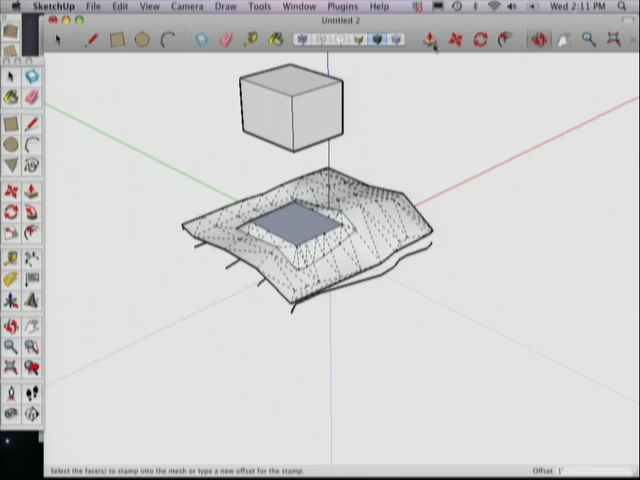 SketchUp File Edit View Camera Draw Tools Window Plugins Help Wed 2:11 PM
Untitled 2
Select the face(s) to stamp into the mesh or type a new offset for the stamp. Offset 1'